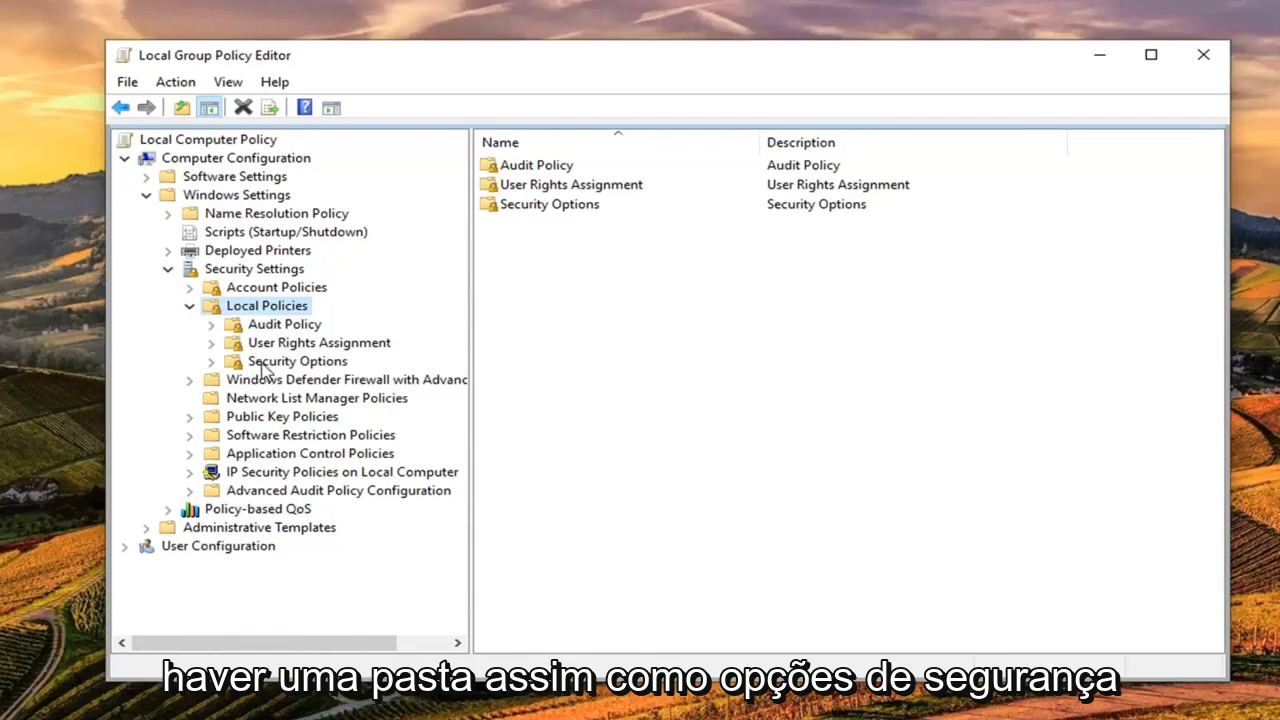 Local Group Policy Editor
File Action View Help
Local Computer Policy
Computer Configuration
Software Settings
Windows Settings
Name Resolution Policy
Scripts (Startup/Shutdown)
Deployed Printers
Security Settings
Account Policies
Local Policies
Audit Policy
User Rights Assignment
Security Options
Windows Defender Firewall with Advanc
Network List Manager Policies
Public Key Policies
Software Restriction Policies
Application Control Policies
IP Security Policies on Local Computer
Advanced Audit Policy Configuration
Policy-based QoS
Administrative Templates
User Configuration
Name Description
Audit Policy Audit Policy
User Rights Assignment User Rights Assignment
Security Options Security Options
haver uma pasta assim como opções de segurança